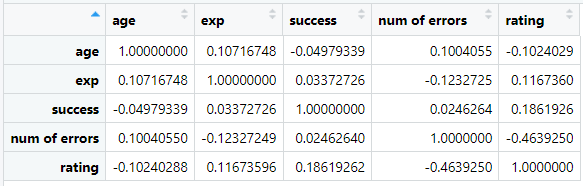 age exp success num of errors rating
age 1.00000000 0.10716748 -0.04979339 0.1004055 -0.1024029
exp 0.10716748 1.00000000 0.03372726 -0.1232725 0.1167360
success -0.04979339 0.03372726 1.00000000 0.0246264 0.1861926
num of errors 0.10040550 -0.12327249 0.02462640 1.0000000 -0.4639250
rating -0.10240288 0.11673596 0.18619262 -0.4639250 1.0000000